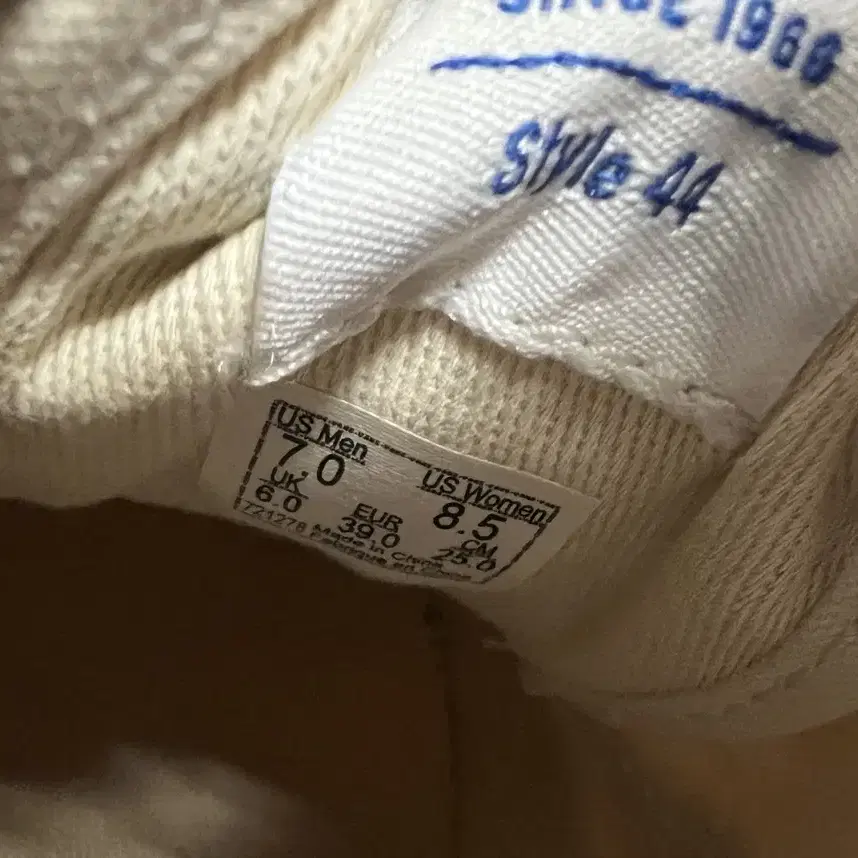 SINCE 1966
Style 44
US Men
7.0
US Women
8.5
UK
6.0
EUR
39.0
CM
25.0
721278 Made in China